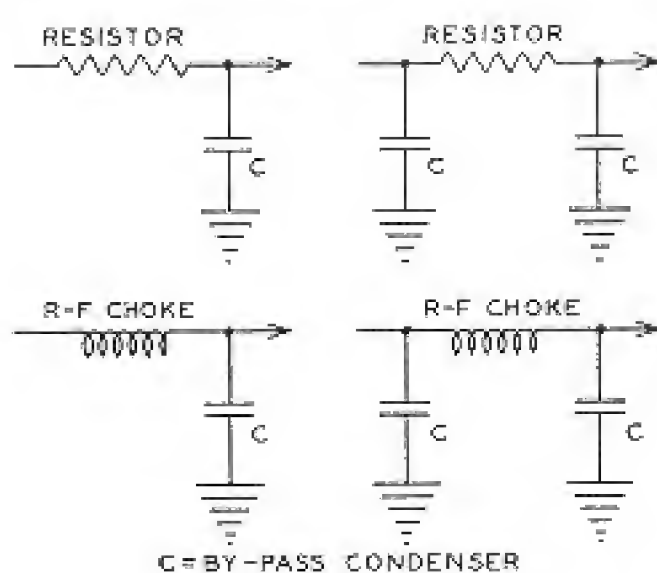 RESISTOR
RESISTOR
C
C
C
R-F CHOKE
R-F CHOKE
C
C
C
C = BY-PASS CONDENSER